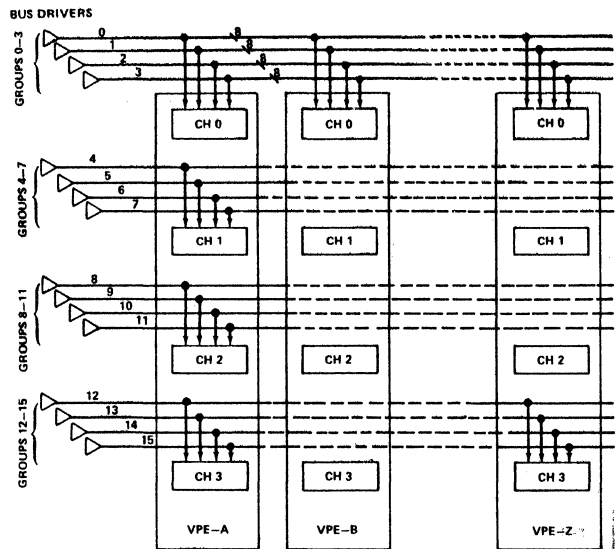 BUS DRIVERS
GROUPS 0–3
0
8
1
8
2
8
3
8
CH 0
CH 0
CH 0
GROUPS 4–7
4
5
6
7
CH 1
CH 1
CH 1
GROUPS 8–11
8
9
10
11
CH 2
CH 2
CH 2
GROUPS 12–15
12
13
14
15
CH 3
CH 3
CH 3
VPE–A
VPE–B
VPE–Z